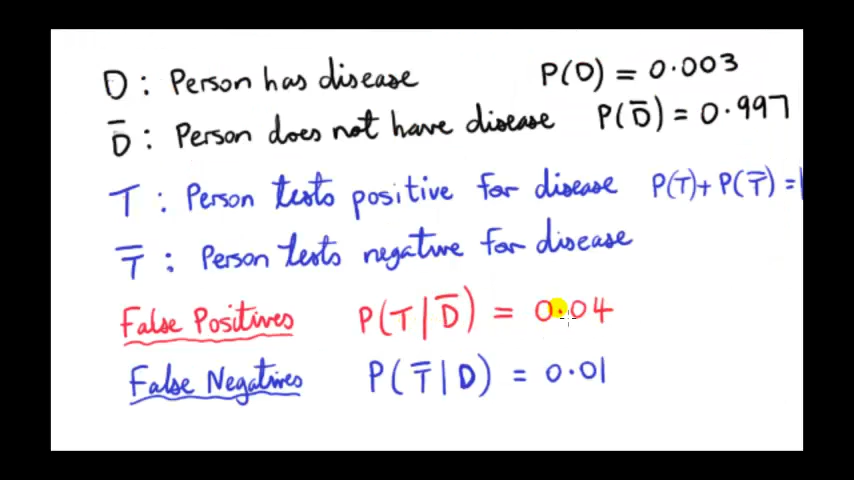 D : Person has disease P(D) = 0.003
D̅ : Person does not have disease P(D̅) = 0.997
T : Person tests positive for disease P(T) + P(T̅) = 1
T̅ : Person tests negative for disease
False Positives P(T | D̅) = 0.04
False Negatives P(T̅ | D) = 0.01